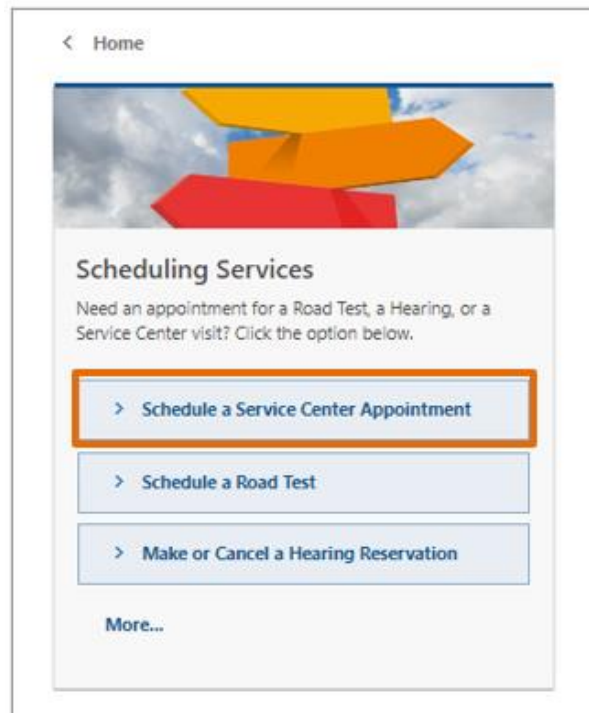 < Home
Scheduling Services
Need an appointment for a Road Test, a Hearing, or a
Service Center visit? Click the option below.
> Schedule a Service Center Appointment
> Schedule a Road Test
> Make or Cancel a Hearing Reservation
More...